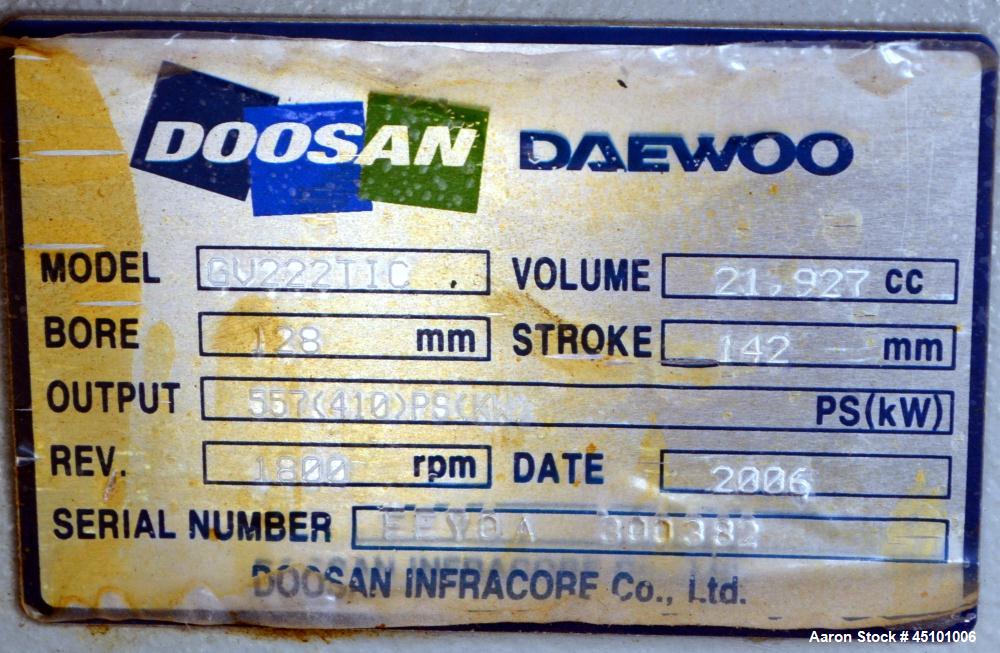 DOOSAN DAEWOO
MODEL GV222TIC VOLUME 21,927 cc
BORE 128 mm STROKE 142 mm
OUTPUT 557(410)PS(KW) PS(kW)
REV. 1800 rpm DATE 2006
SERIAL NUMBER EEYOA 300382
DOOSAN INFRACORE Co., Ltd.
Aaron Stock # 45101006